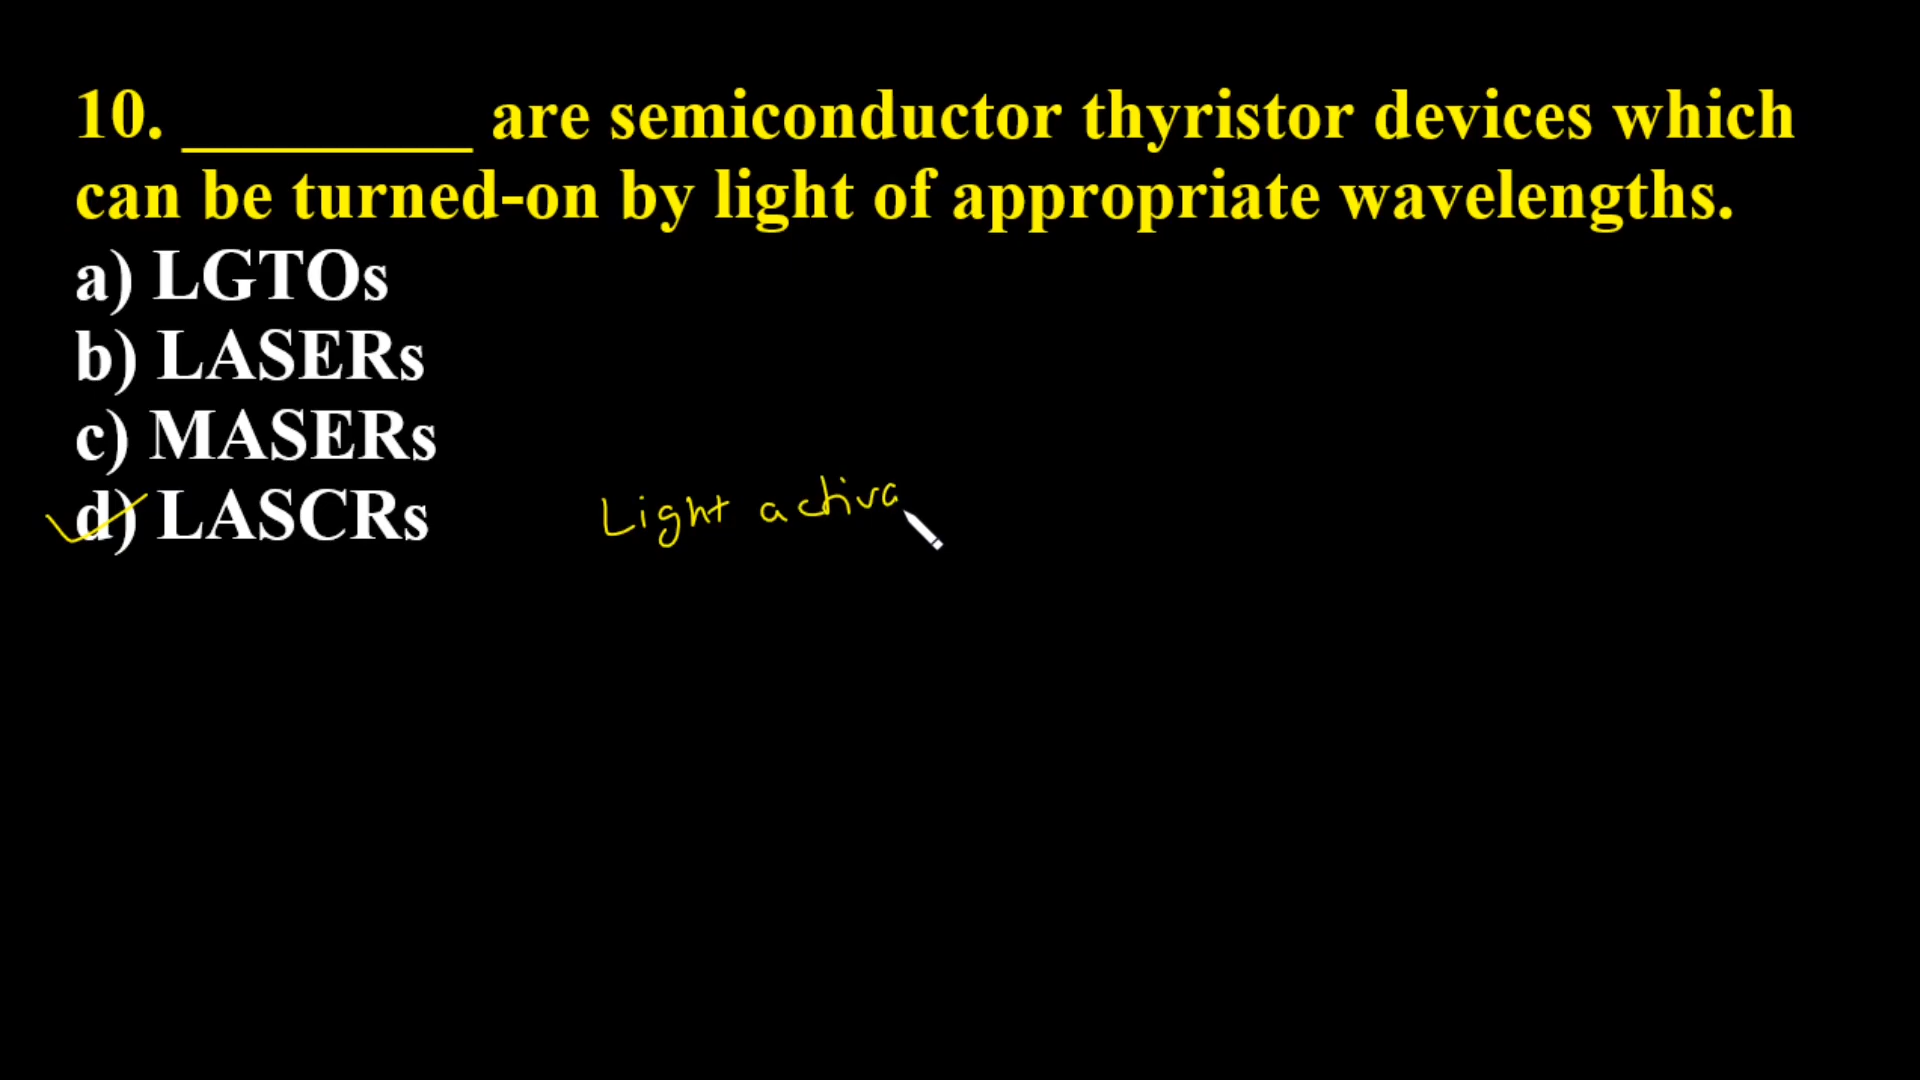 10. ________ are semiconductor thyristor devices which
can be turned-on by light of appropriate wavelengths.
a) LGTOs
b) LASERs
c) MASERs
d) LASCRs Light activa